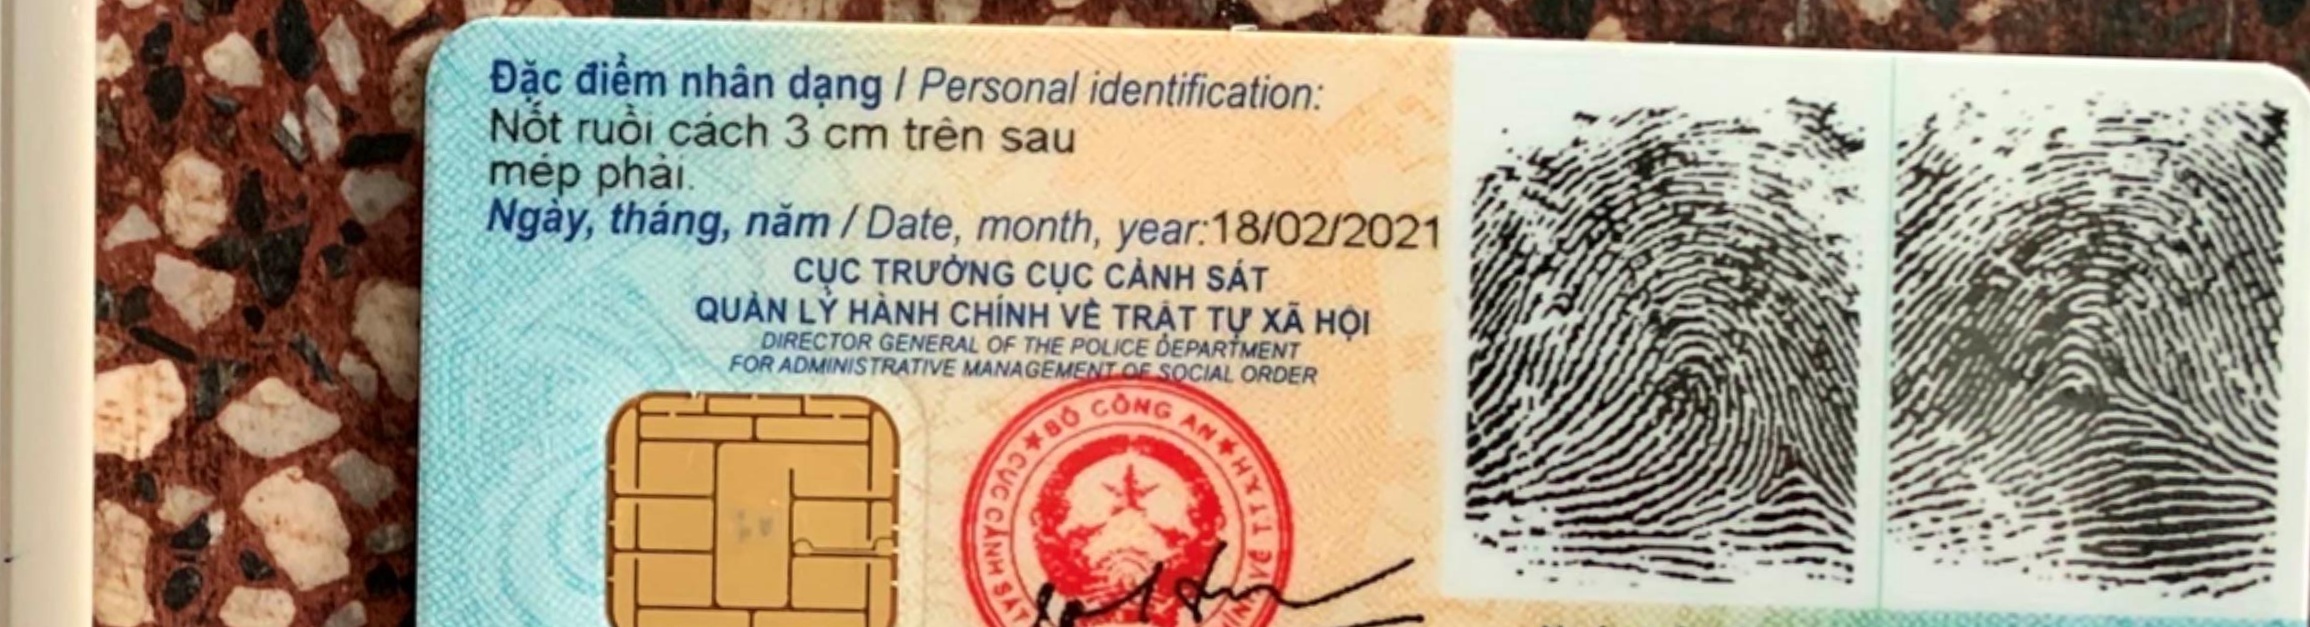 Đặc điểm nhân dạng / Personal identification:
Nốt ruồi cách 3 cm trên sau
mép phải.
Ngày, tháng, năm / Date, month, year:18/02/2021
CỤC TRƯỞNG CỤC CẢNH SÁT
QUẢN LÝ HÀNH CHÍNH VỀ TRẬT TỰ XÃ HỘI
DIRECTOR GENERAL OF THE POLICE DEPARTMENT
FOR ADMINISTRATIVE MANAGEMENT OF SOCIAL ORDER
BỘ CÔNG AN
CỤC CẢNH SÁT